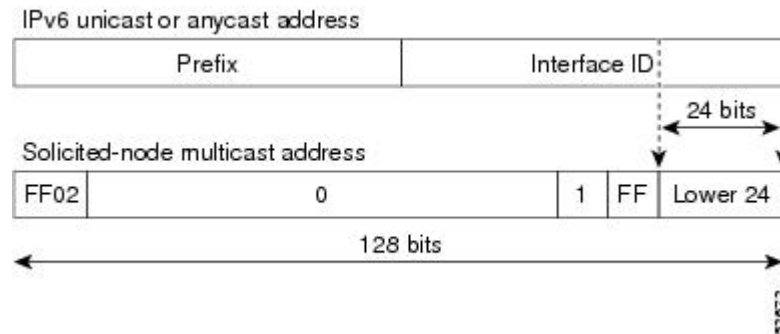 IPv6 unicast or anycast address
Prefix Interface ID
24 bits
Solicited-node multicast address
FF02 0 1 FF Lower 24
128 bits